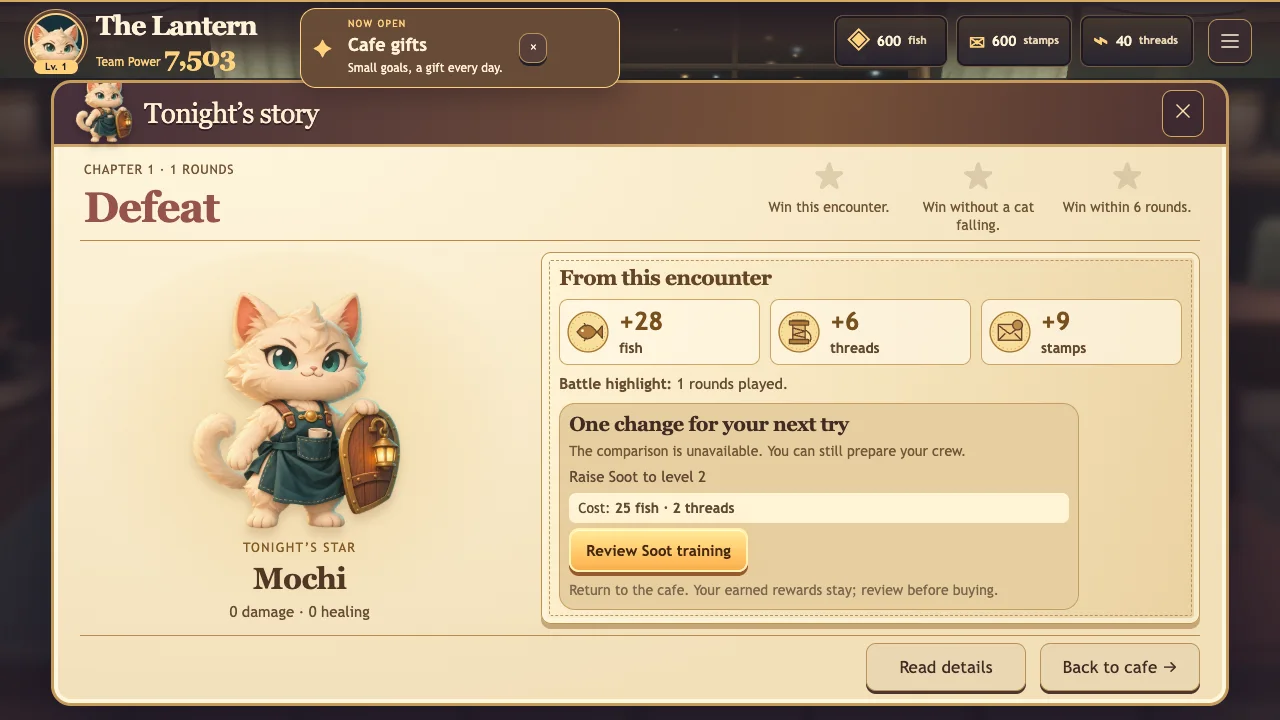 The Lantern
Team Power 7,503
Lv. 1
NOW OPEN
Cafe gifts
Small goals, a gift every day.
×
600 fish
600 stamps
40 threads
Tonight's story
CHAPTER 1 · 1 ROUNDS
Defeat
Win this encounter.
Win without a cat
falling.
Win within 6 rounds.
TONIGHT'S STAR
Mochi
0 damage · 0 healing
From this encounter
+28
fish
+6
threads
+9
stamps
Battle highlight: 1 rounds played.
One change for your next try
The comparison is unavailable. You can still prepare your crew.
Raise Soot to level 2
Cost: 25 fish · 2 threads
Review Soot training
Return to the cafe. Your earned rewards stay; review before buying.
Read details
Back to cafe →